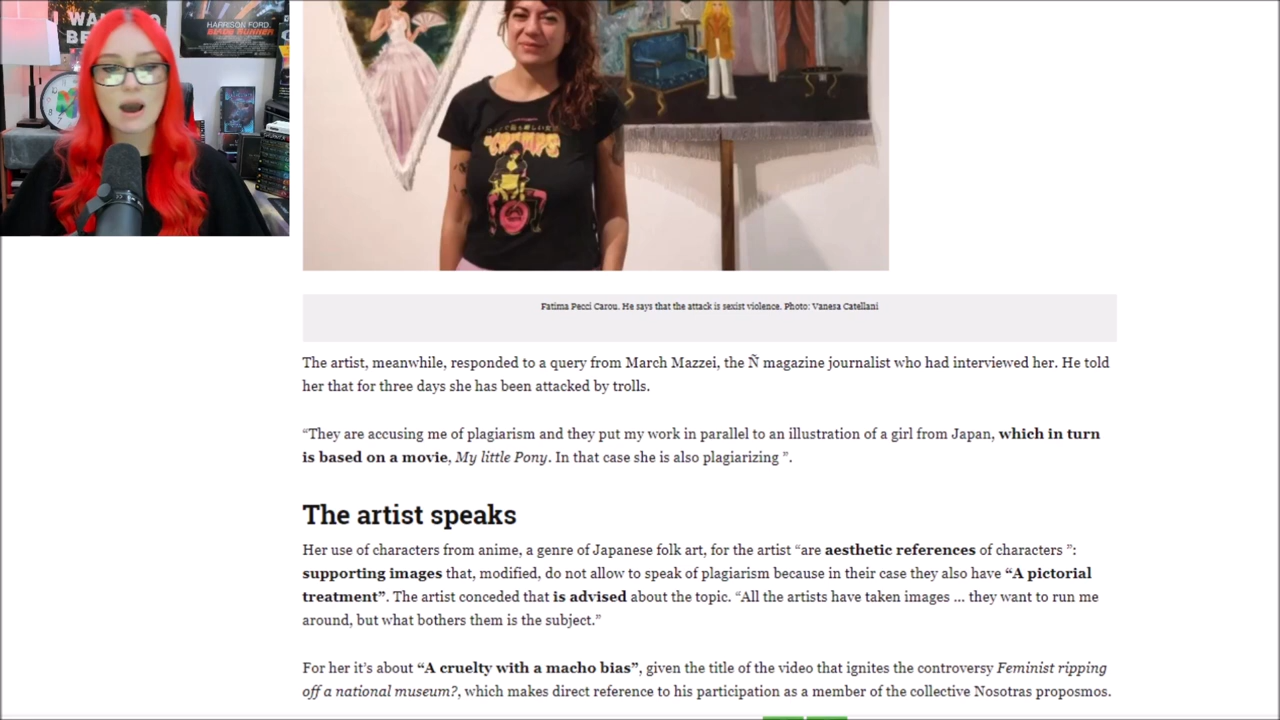 I WANT TO
BE
HARRISON FORD
BLADE RUNNER
Fatima Pecci Carou. He says that the attack is sexist violence. Photo: Vanesa Catellani
The artist, meanwhile, responded to a query from March Mazzei, the Ñ magazine journalist who had interviewed her. He told
her that for three days she has been attacked by trolls.
“They are accusing me of plagiarism and they put my work in parallel to an illustration of a girl from Japan, which in turn
is based on a movie, My little Pony. In that case she is also plagiarizing ”.
The artist speaks
Her use of characters from anime, a genre of Japanese folk art, for the artist “are aesthetic references of characters ”:
supporting images that, modified, do not allow to speak of plagiarism because in their case they also have “A pictorial
treatment”. The artist conceded that is advised about the topic. “All the artists have taken images ... they want to run me
around, but what bothers them is the subject.”
For her it’s about “A cruelty with a macho bias”, given the title of the video that ignites the controversy Feminist ripping
off a national museum?, which makes direct reference to his participation as a member of the collective Nosotras proposmos.